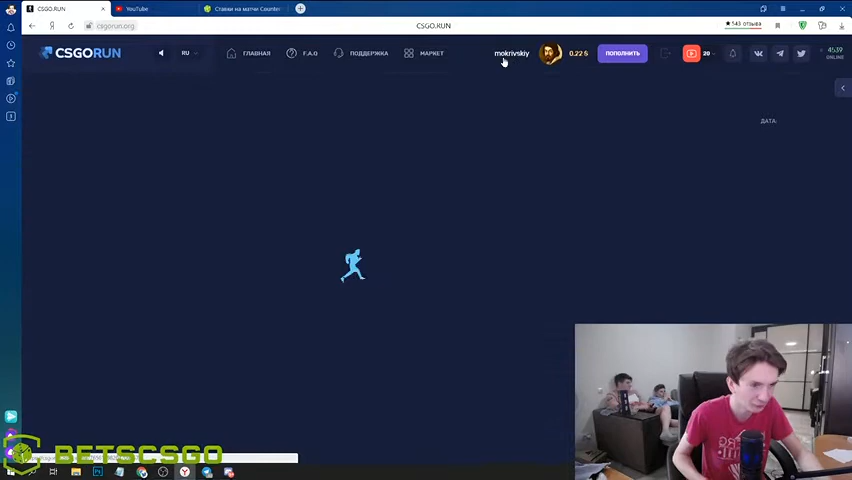 CSGO.RUN
YouTube
Ставки на матчи Counter
csgorun.org
CSGO.RUN
★ 543 отзыва
CSGORUN
RU
ГЛАВНАЯ
F.A.Q
ПОДДЕРЖКА
МАРКЕТ
mokrivskiy
0.22 $
ПОПОЛНИТЬ
20
4539
ONLINE
ДАТА:
BETSCSGO